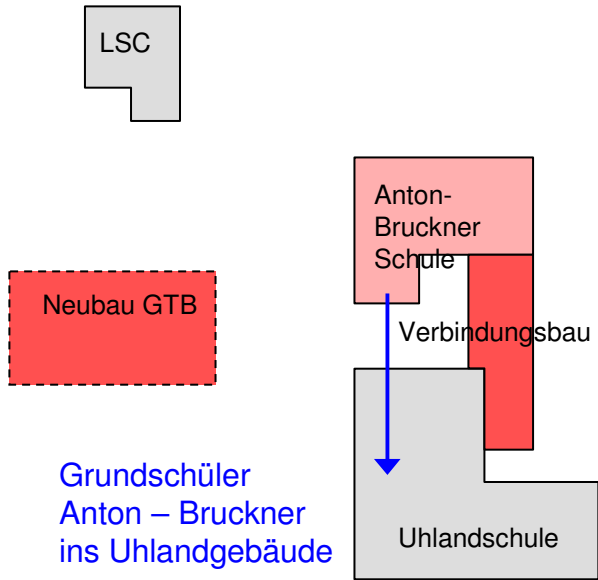 LSC
Anton-
Bruckner
Schule
Neubau GTB
Verbindungsbau
Grundschüler
Anton – Bruckner
ins Uhlandgebäude
Uhlandschule